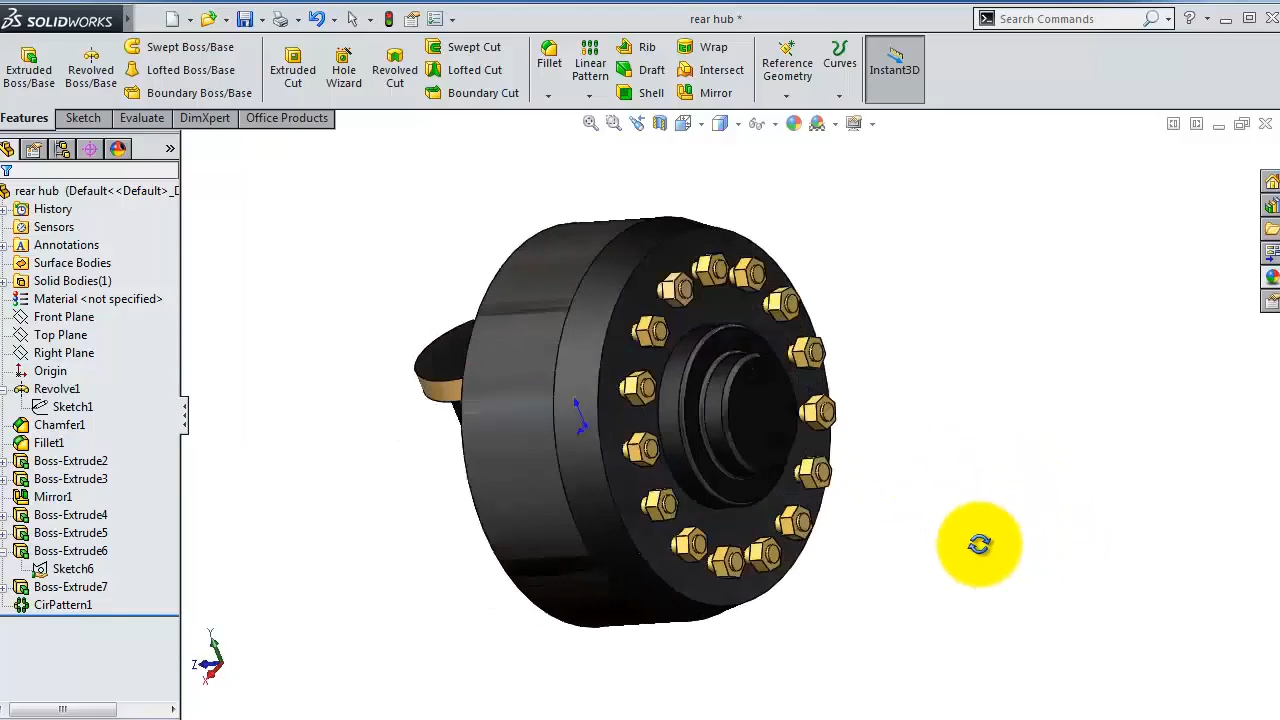 SOLIDWORKS
rear hub *
Search Commands
Extruded Boss/Base
Revolved Boss/Base
Swept Boss/Base
Lofted Boss/Base
Boundary Boss/Base
Extruded Cut
Hole Wizard
Revolved Cut
Swept Cut
Lofted Cut
Boundary Cut
Fillet
Linear Pattern
Rib
Draft
Shell
Wrap
Intersect
Mirror
Reference Geometry
Curves
Instant3D
Features
Sketch
Evaluate
DimXpert
Office Products
rear hub (Default<<Default>_D
History
Sensors
Annotations
Surface Bodies
Solid Bodies(1)
Material <not specified>
Front Plane
Top Plane
Right Plane
Origin
Revolve1
Sketch1
Chamfer1
Fillet1
Boss-Extrude2
Boss-Extrude3
Mirror1
Boss-Extrude4
Boss-Extrude5
Boss-Extrude6
Sketch6
Boss-Extrude7
CirPattern1
Y
Z
X